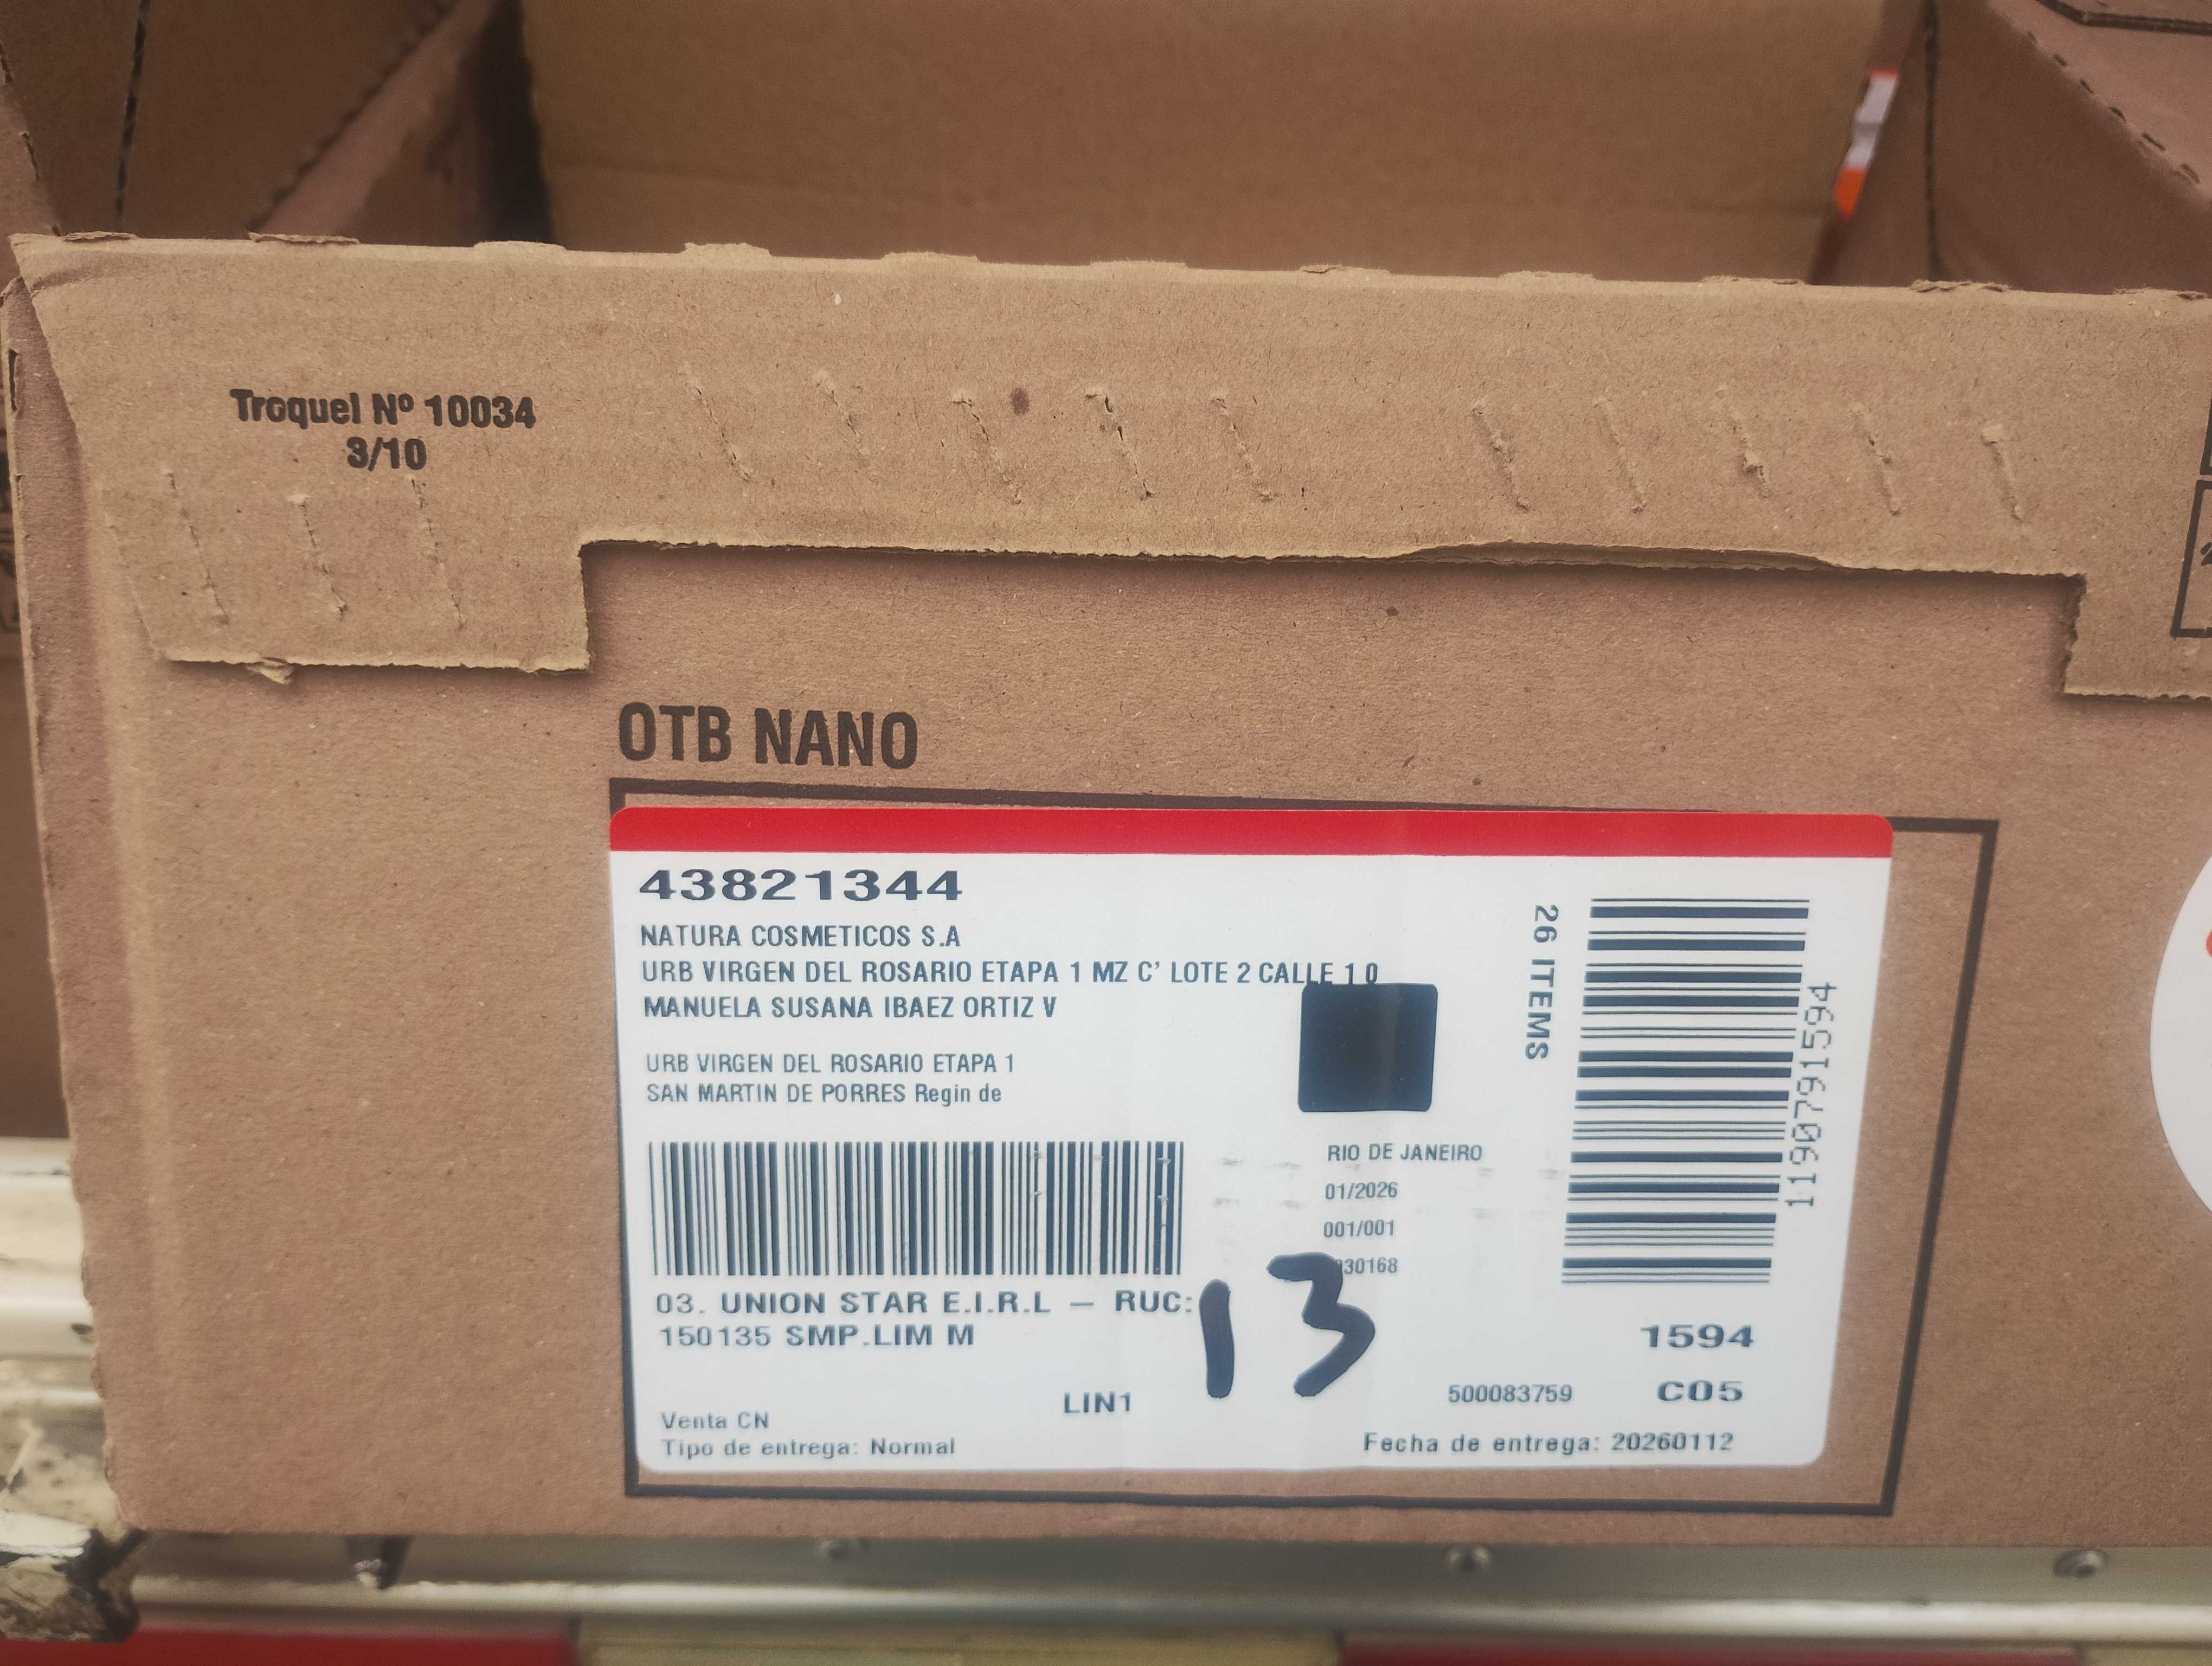 Troquel Nº 10034
3/10
OTB NANO
43821344
NATURA COSMETICOS S.A
URB VIRGEN DEL ROSARIO ETAPA 1 MZ C' LOTE 2 CALLE 1 0
MANUELA SUSANA IBAEZ ORTIZ V
URB VIRGEN DEL ROSARIO ETAPA 1
SAN MARTIN DE PORRES Regin de
26 ITEMS
1190791594
RIO DE JANEIRO
01/2026
001/001
03. UNION STAR E.I.R.L – RUC:
150135 SMP.LIM M
13
1594
LIN1
500083759 C05
Venta CN
Tipo de entrega: Normal
Fecha de entrega: 20260112